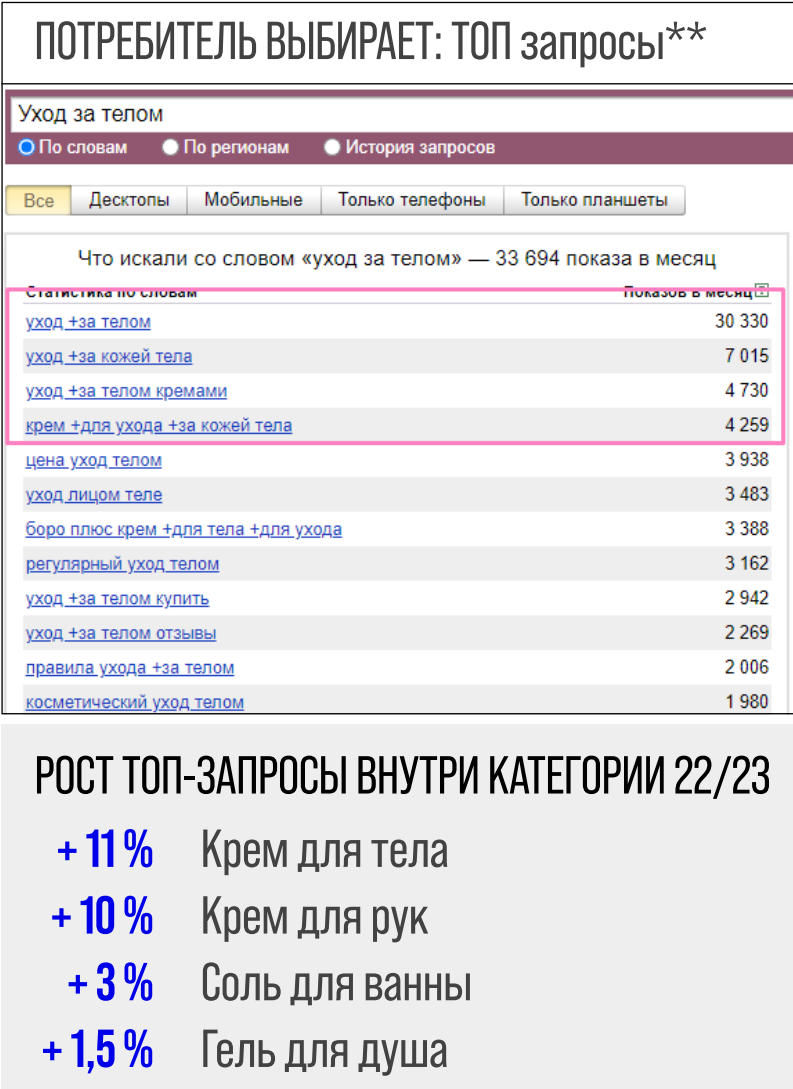 ПОТРЕБИТЕЛЬ ВЫБИРАЕТ: ТОП запросы**
Уход за телом
По словам По регионам История запросов
Все Десктопы Мобильные Только телефоны Только планшеты
Что искали со словом «уход за телом» — 33 694 показа в месяц
Статистика по словам Показов в месяц ?
уход +за телом 30 330
уход +за кожей тела 7 015
уход +за телом кремами 4 730
крем +для ухода +за кожей тела 4 259
цена уход телом 3 938
уход лицом теле 3 483
боро плюс крем +для тела +для ухода 3 388
регулярный уход телом 3 162
уход +за телом купить 2 942
уход +за телом отзывы 2 269
правила ухода +за телом 2 006
косметический уход телом 1 980
РОСТ ТОП-ЗАПРОСЫ ВНУТРИ КАТЕГОРИИ 22/23
+ 11 % Крем для тела
+ 10 % Крем для рук
+ 3 % Соль для ванны
+ 1,5 % Гель для душа